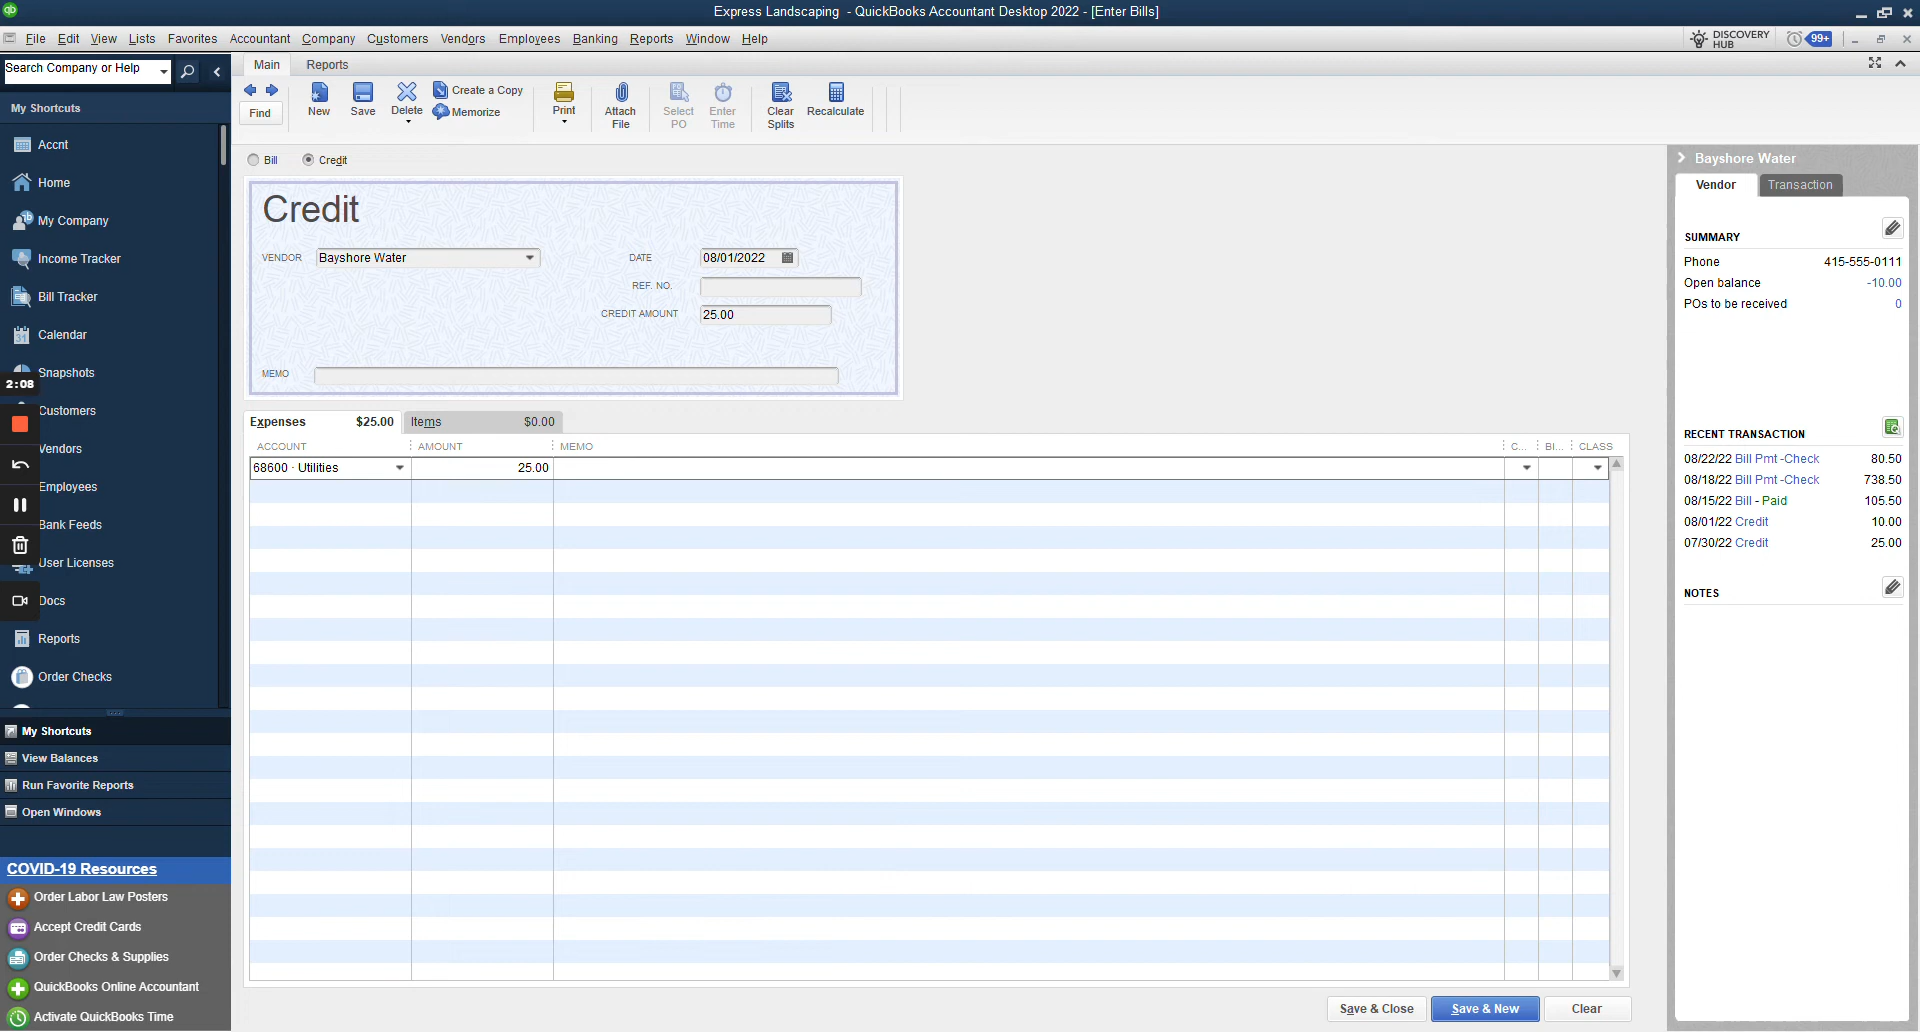 Express Landscaping - QuickBooks Accountant Desktop 2022 - [Enter Bills]
File Edit View Lists Favorites Accountant Company Customers Vendors Employees Banking Reports Window Help
DISCOVERY HUB 99+
Search Company or Help
My Shortcuts
Accnt
Home
My Company
Income Tracker
Bill Tracker
Calendar
Snapshots
2:08
Customers
Vendors
Employees
Bank Feeds
User Licenses
Docs
Reports
Order Checks
My Shortcuts
View Balances
Run Favorite Reports
Open Windows
COVID-19 Resources
Order Labor Law Posters
Accept Credit Cards
Order Checks & Supplies
QuickBooks Online Accountant
Activate QuickBooks Time
Main Reports
Find
New
Save
Delete
Create a Copy
Memorize
Print
Attach File
Select PO
Enter Time
Clear Splits
Recalculate
Bill Credit
Credit
VENDOR Bayshore Water DATE 08/01/2022
REF. NO.
CREDIT AMOUNT 25.00
MEMO
Expenses $25.00 Items $0.00
ACCOUNT AMOUNT MEMO C... BI... CLASS
68600 · Utilities 25.00
Save & Close Save & New Clear
Bayshore Water
Vendor Transaction
SUMMARY
Phone 415-555-0111
Open balance -10.00
POs to be received 0
RECENT TRANSACTION
08/22/22 Bill Pmt -Check 80.50
08/18/22 Bill Pmt -Check 738.50
08/15/22 Bill - Paid 105.50
08/01/22 Credit 10.00
07/30/22 Credit 25.00
NOTES